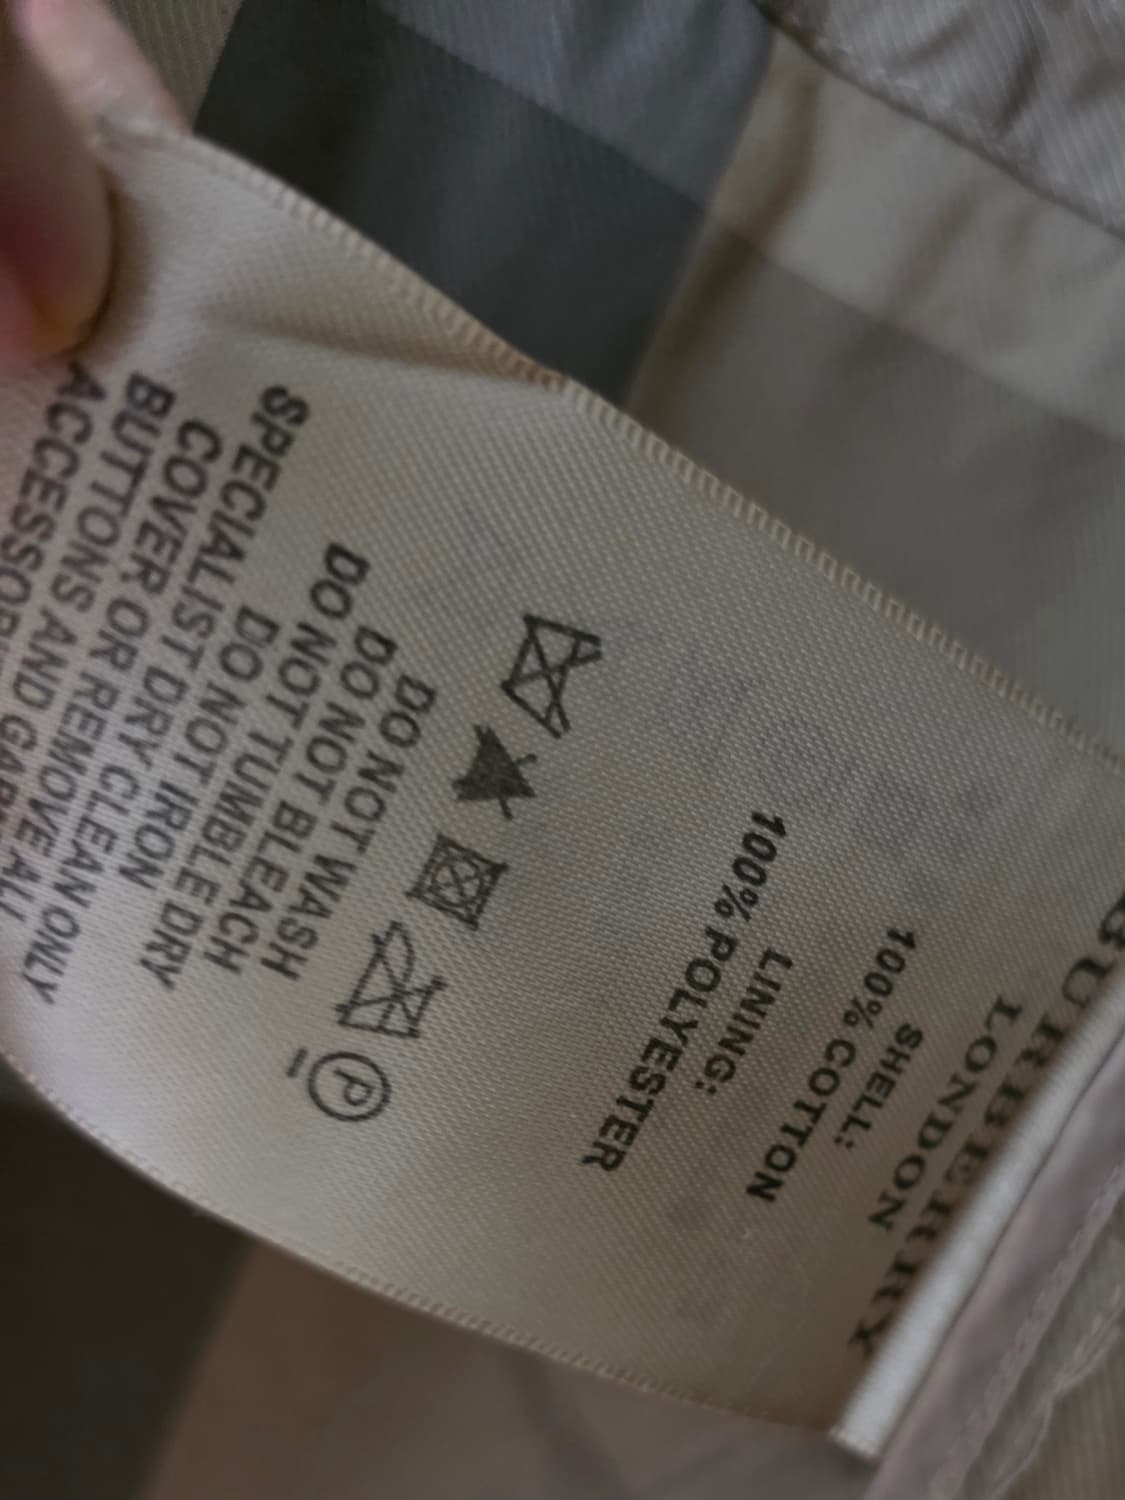 BURBERRY
LONDON
SHELL:
100% COTTON
LINING:
100% POLYESTER
P
DO NOT WASH
DO NOT BLEACH
DO NOT TUMBLE DRY
DO NOT IRON
SPECIALIST DRY CLEAN ONLY
COVER OR REMOVE ALL
BUTTONS AND
ACCESSOR